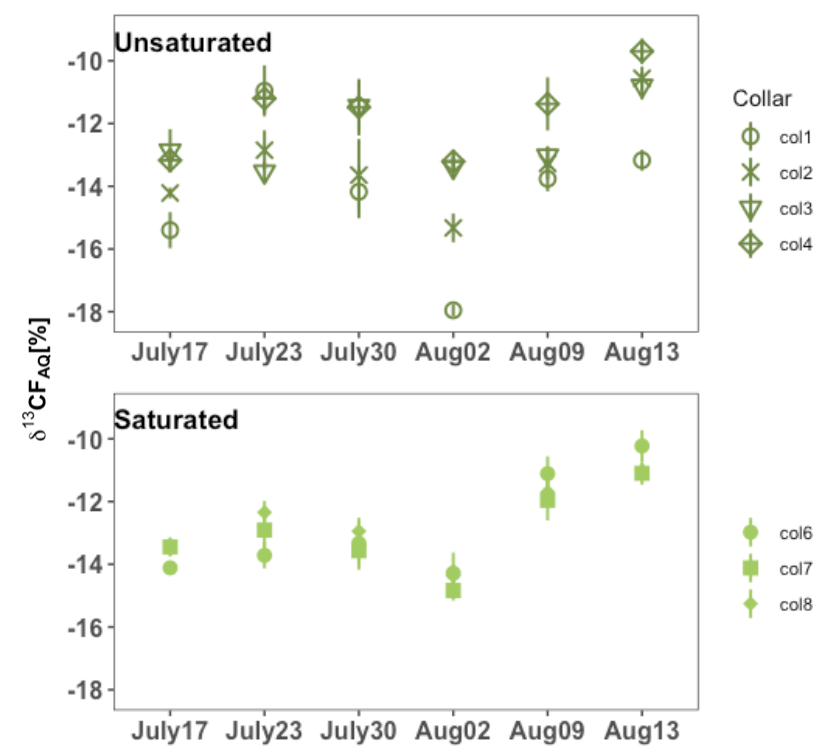 Unsaturated
-10
-12
-14
-16
-18
July17 July23 July30 Aug02 Aug09 Aug13
Collar
col1
col2
col3
col4
δ¹³CF_AQ[%]
Saturated
-10
-12
-14
-16
-18
July17 July23 July30 Aug02 Aug09 Aug13
col6
col7
col8